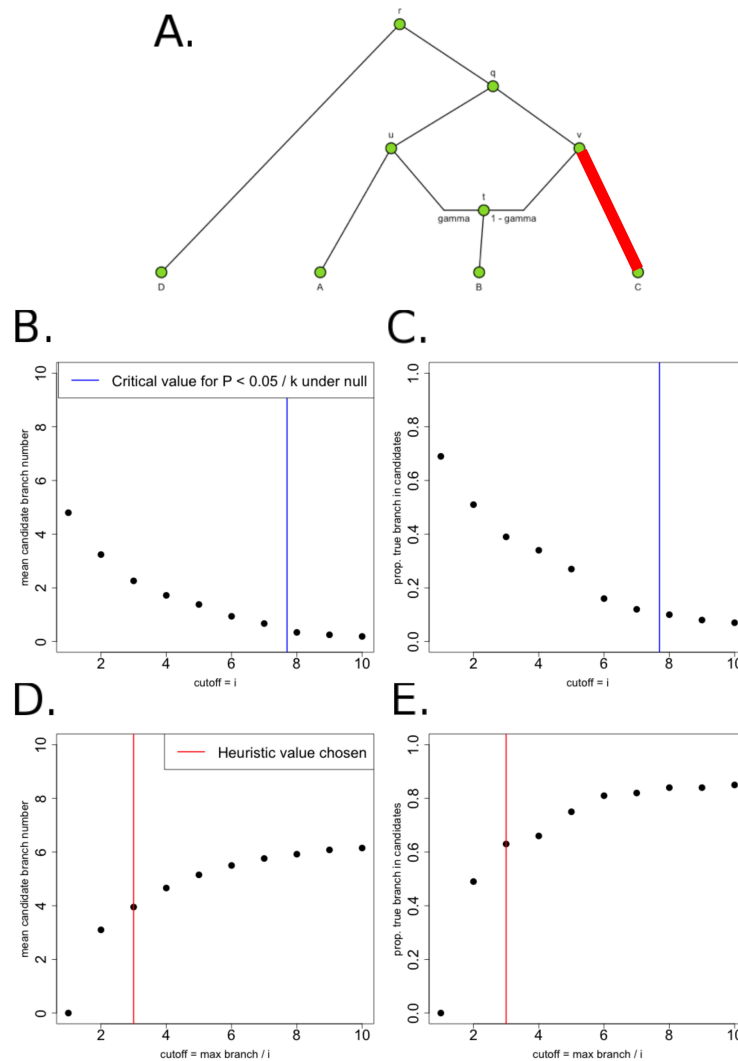 A.
r
q
u
v
t
gamma
1 - gamma
D
A
B
C
B.
Critical value for P < 0.05 / k under null
mean candidate branch number
0
2
4
6
8
10
2
4
6
8
10
cutoff = i
C.
prop. true branch in candidates
0.0
0.2
0.4
0.6
0.8
1.0
2
4
6
8
10
cutoff = i
D.
Heuristic value chosen
mean candidate branch number
0
2
4
6
8
10
2
4
6
8
10
cutoff = max branch / i
E.
prop. true branch in candidates
0.0
0.2
0.4
0.6
0.8
1.0
2
4
6
8
10
cutoff = max branch / i